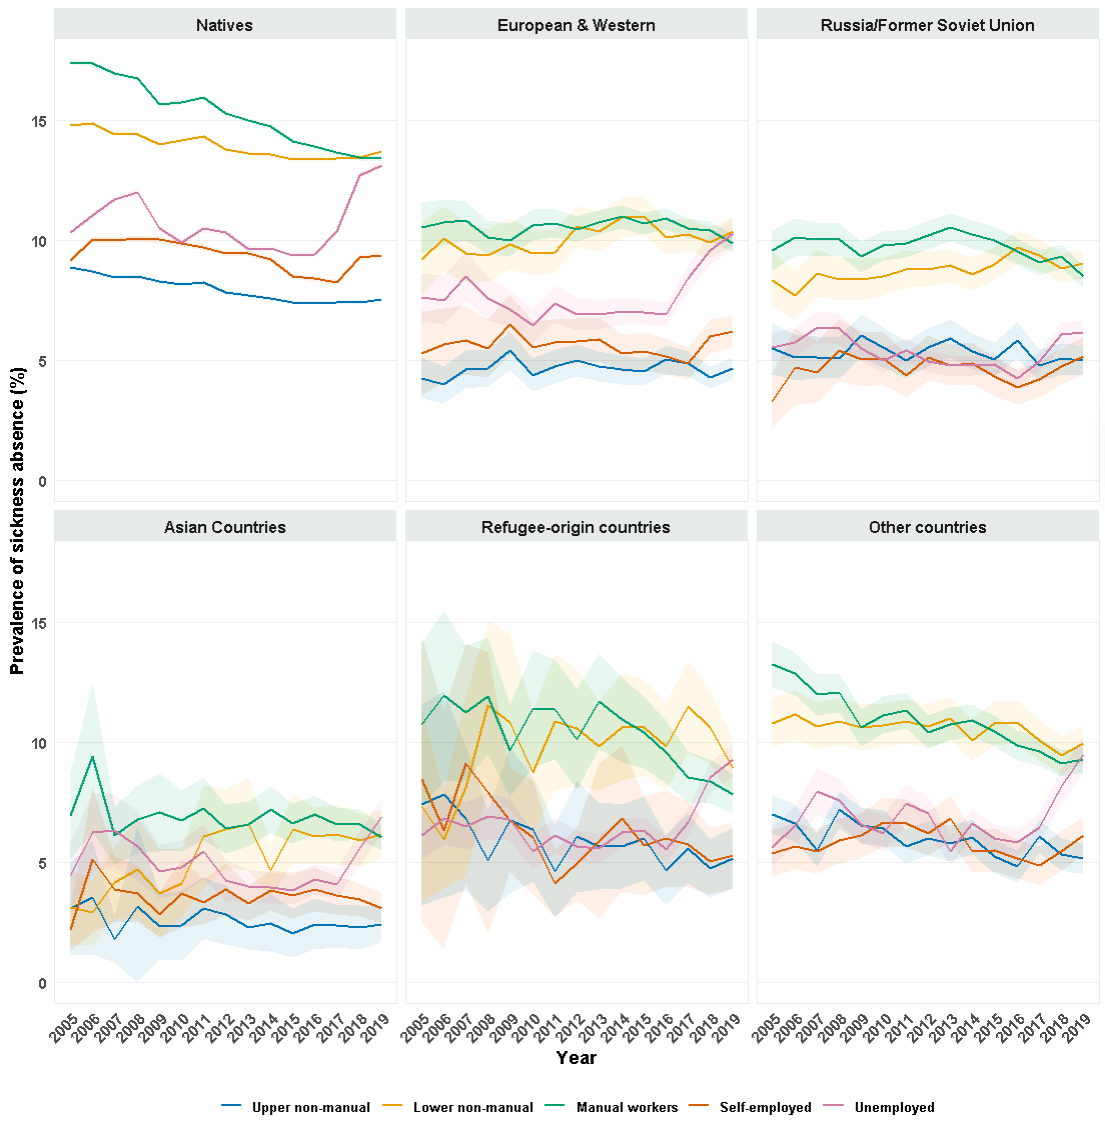 Natives European & Western Russia/Former Soviet Union
15
10
5
0
Asian Countries Refugee-origin countries Other countries
15
10
5
0
Prevalence of sickness absence (%)
2005 2006 2007 2008 2009 2010 2011 2012 2013 2014 2015 2016 2017 2018 2019 2005 2006 2007 2008 2009 2010 2011 2012 2013 2014 2015 2016 2017 2018 2019 2005 2006 2007 2008 2009 2010 2011 2012 2013 2014 2015 2016 2017 2018 2019
Year
Upper non-manual Lower non-manual Manual workers Self-employed Unemployed